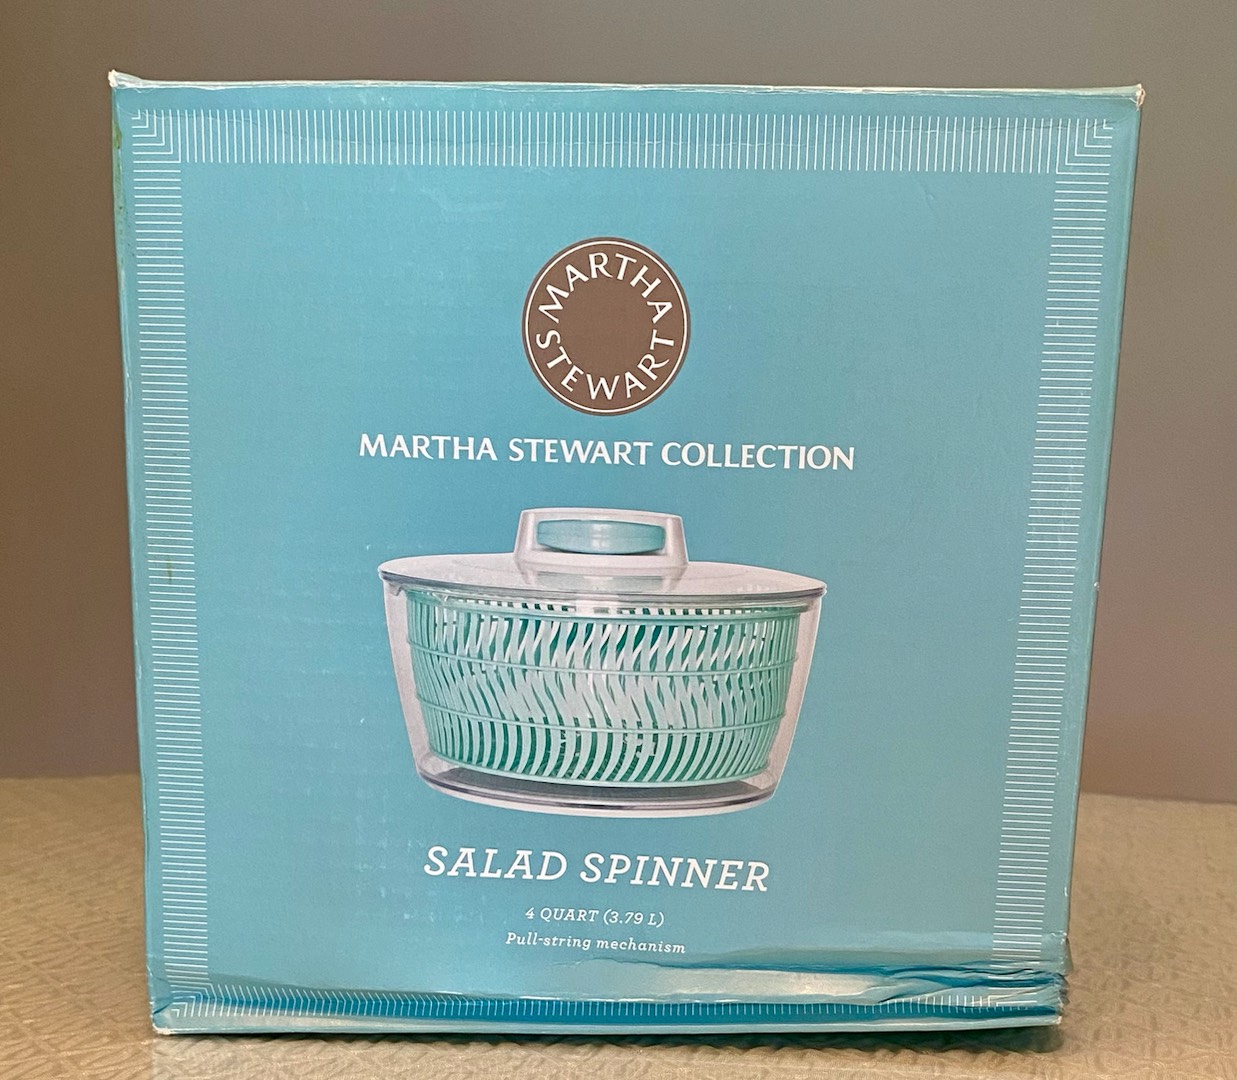 MARTHA
STEWART
MARTHA STEWART COLLECTION
SALAD SPINNER
4 QUART (3.79 L)
Pull-string mechanism